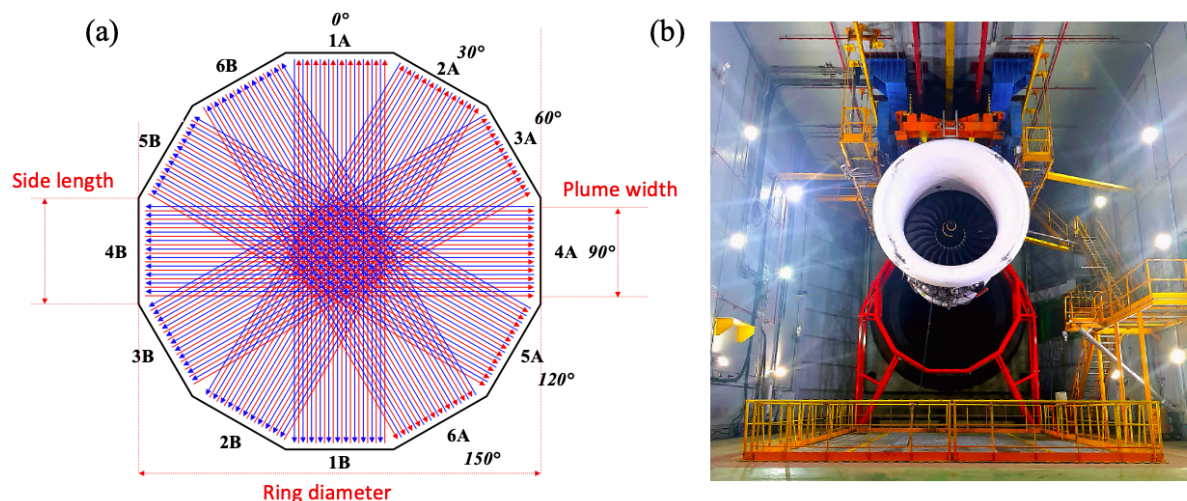 (a)
0°
1A
30°
2A
6B
60°
3A
5B
Side length
Plume width
4B
4A
90°
3B
5A
120°
2B
6A
150°
1B
Ring diameter
(b)